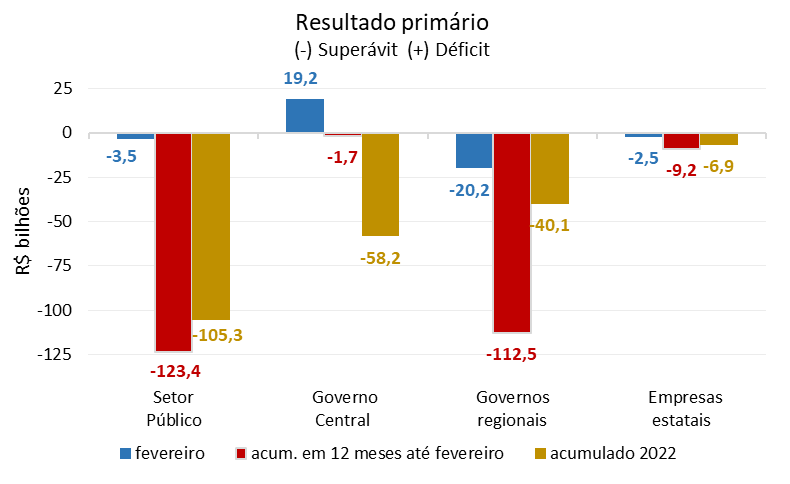 Resultado primário
(-) Superávit (+) Déficit
R$ bilhões
25
0
-25
-50
-75
-100
-125
-3,5
-123,4
-105,3
19,2
-1,7
-58,2
-20,2
-112,5
-40,1
-2,5
-9,2
-6,9
Setor
Público
Governo
Central
Governos
regionais
Empresas
estatais
fevereiro
acum. em 12 meses até fevereiro
acumulado 2022